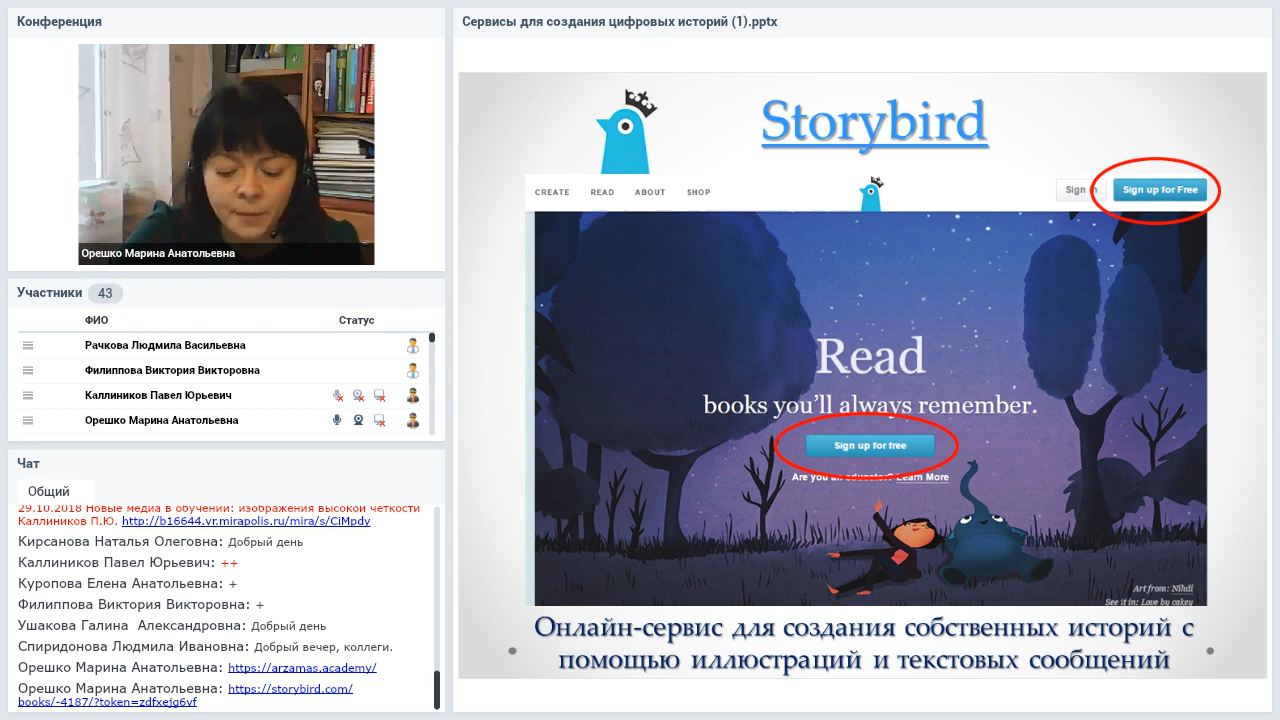 Конференция
Орешко Марина Анатольевна
Участники 43
ФИО Статус
Рачкова Людмила Васильевна
Филиппова Виктория Викторовна
Каллиников Павел Юрьевич
Орешко Марина Анатольевна
Чат
Общий
29.10.2018 Новые медиа в обучении: изображения высокой четкости
Каллиников П.Ю. http://b16644.vr.mirapolis.ru/mira/s/CiMpdy
Кирсанова Наталья Олеговна: Добрый день
Каллиников Павел Юрьевич: ++
Куропова Елена Анатольевна: +
Филиппова Виктория Викторовна: +
Ушакова Галина Александровна: Добрый день
Спиридонова Людмила Ивановна: Добрый вечер, коллеги.
Орешко Марина Анатольевна: https://arzamas.academy/
Орешко Марина Анатольевна: https://storybird.com/
books/-4187/?token=zdfxejg6vf
Сервисы для создания цифровых историй (1).pptx
Storybird
CREATE READ ABOUT SHOP Sign in Sign up for Free
Read
books you'll always remember.
Sign up for free
Are you an educator? Learn More
Art from: Nihdi
See it in: Love by cakey
Онлайн-сервис для создания собственных историй с
помощью иллюстраций и текстовых сообщений